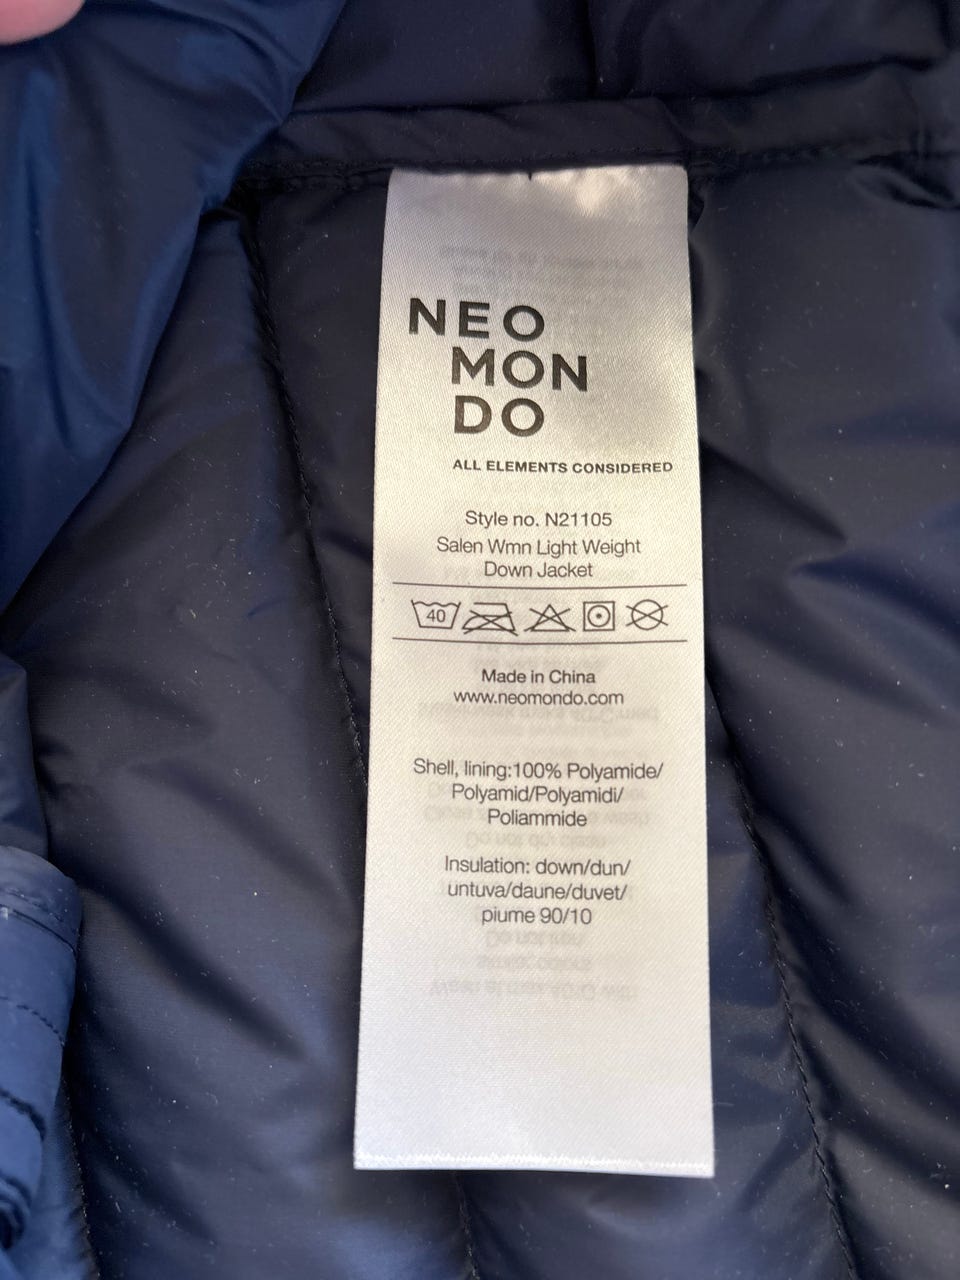 NEO
MON
DO
ALL ELEMENTS CONSIDERED
Style no. N21105
Salen Wmn Light Weight
Down Jacket
40
Made in China
www.neomondo.com
Shell, lining:100% Polyamide/
Polyamid/Polyamidi/
Poliammide
Insulation: down/dun/
untuva/daune/duvet/
piume 90/10